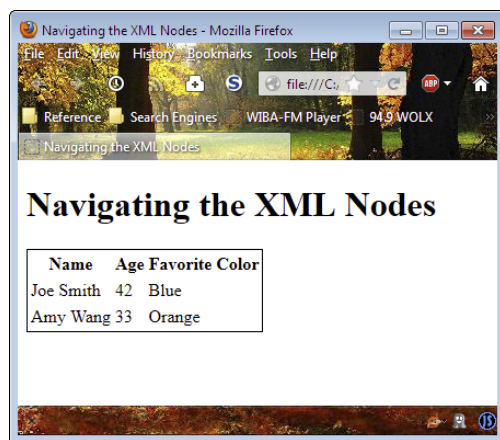 Navigating the XML Nodes - Mozilla Firefox
File Edit View History Bookmarks Tools Help
S file:///C:/ C ABP
Reference Search Engines WIBA-FM Player 94.9 WOLX »
Navigating the XML Nodes
Navigating the XML Nodes
Name Age Favorite Color
Joe Smith 42 Blue
Amy Wang 33 Orange
JS